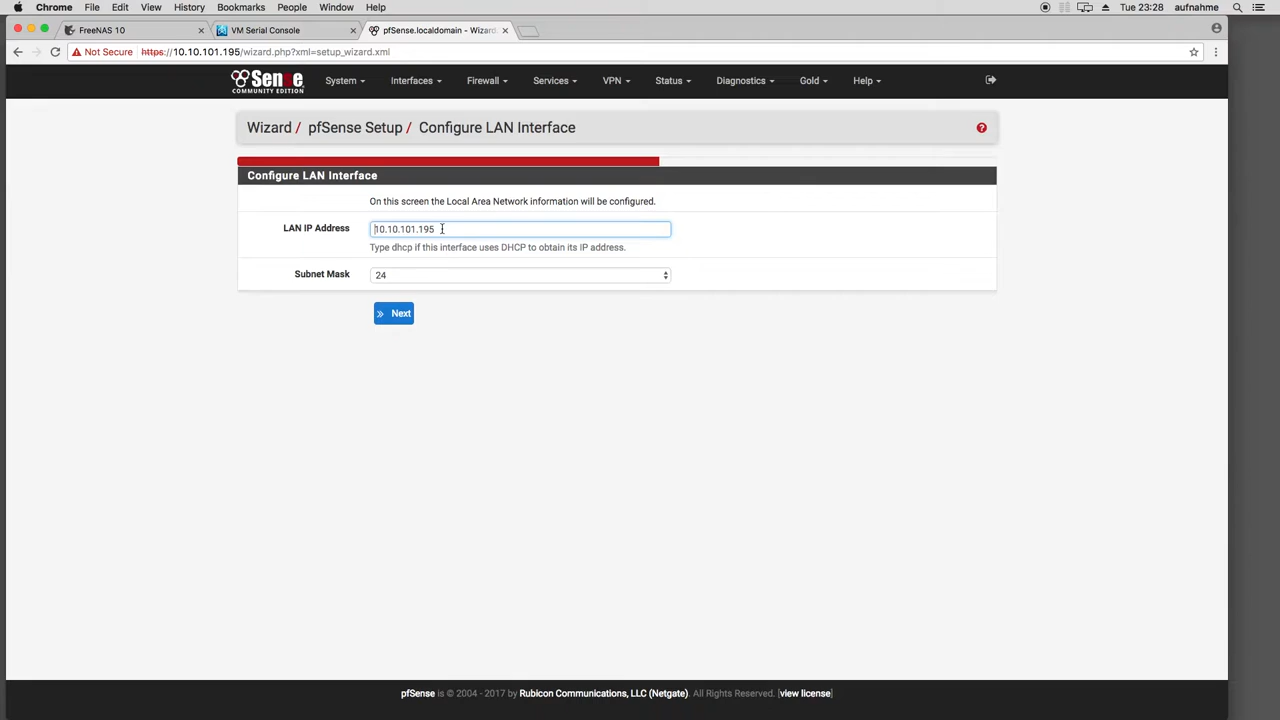 Chrome File Edit View History Bookmarks People Window Help Tue 23:28 aufnahme
FreeNAS 10 VM Serial Console pfSense.localdomain - Wizard:
Not Secure https://10.10.101.195/wizard.php?xml=setup_wizard.xml
Sense COMMUNITY EDITION System Interfaces Firewall Services VPN Status Diagnostics Gold Help
Wizard / pfSense Setup / Configure LAN Interface
Configure LAN Interface
On this screen the Local Area Network information will be configured.
LAN IP Address 10.10.101.195
Type dhcp if this interface uses DHCP to obtain its IP address.
Subnet Mask 24
Next
pfSense is © 2004 - 2017 by Rubicon Communications, LLC (Netgate). All Rights Reserved. [view license]